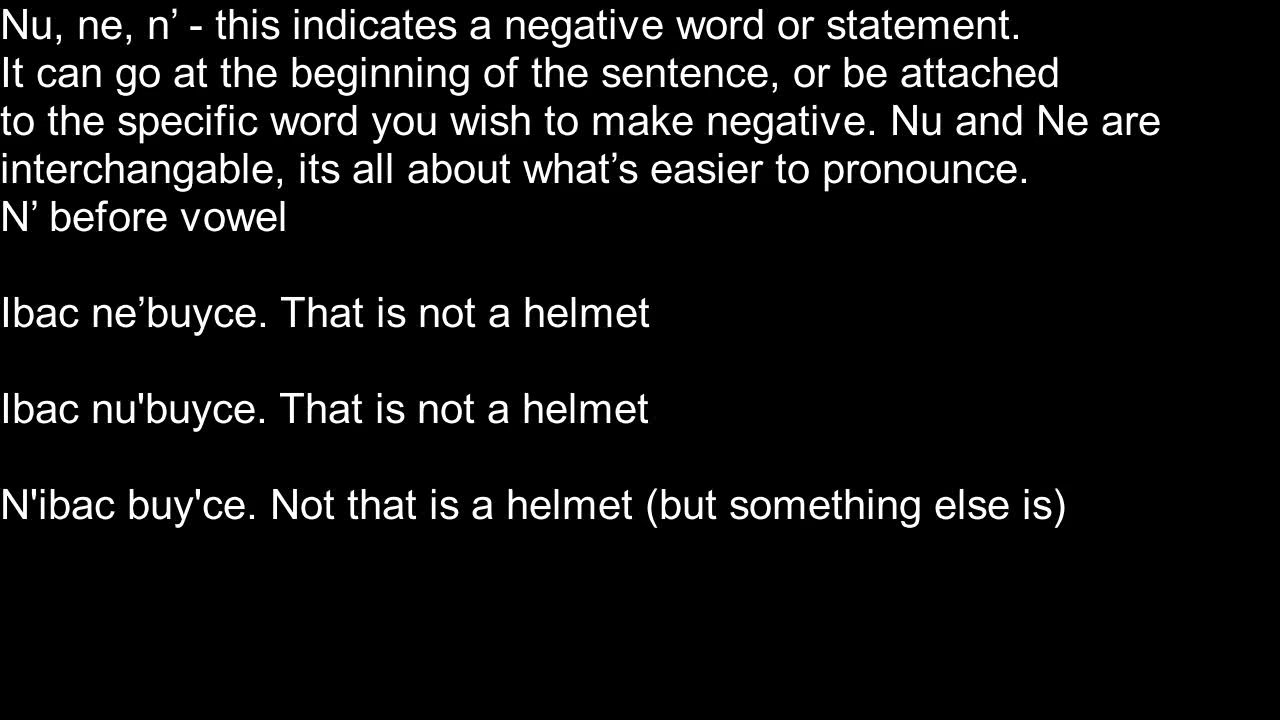 Nu, ne, n’ - this indicates a negative word or statement.
It can go at the beginning of the sentence, or be attached
to the specific word you wish to make negative. Nu and Ne are
interchangable, its all about what’s easier to pronounce.
N’ before vowel
Ibac ne’buyce. That is not a helmet
Ibac nu'buyce. That is not a helmet
N'ibac buy'ce. Not that is a helmet (but something else is)